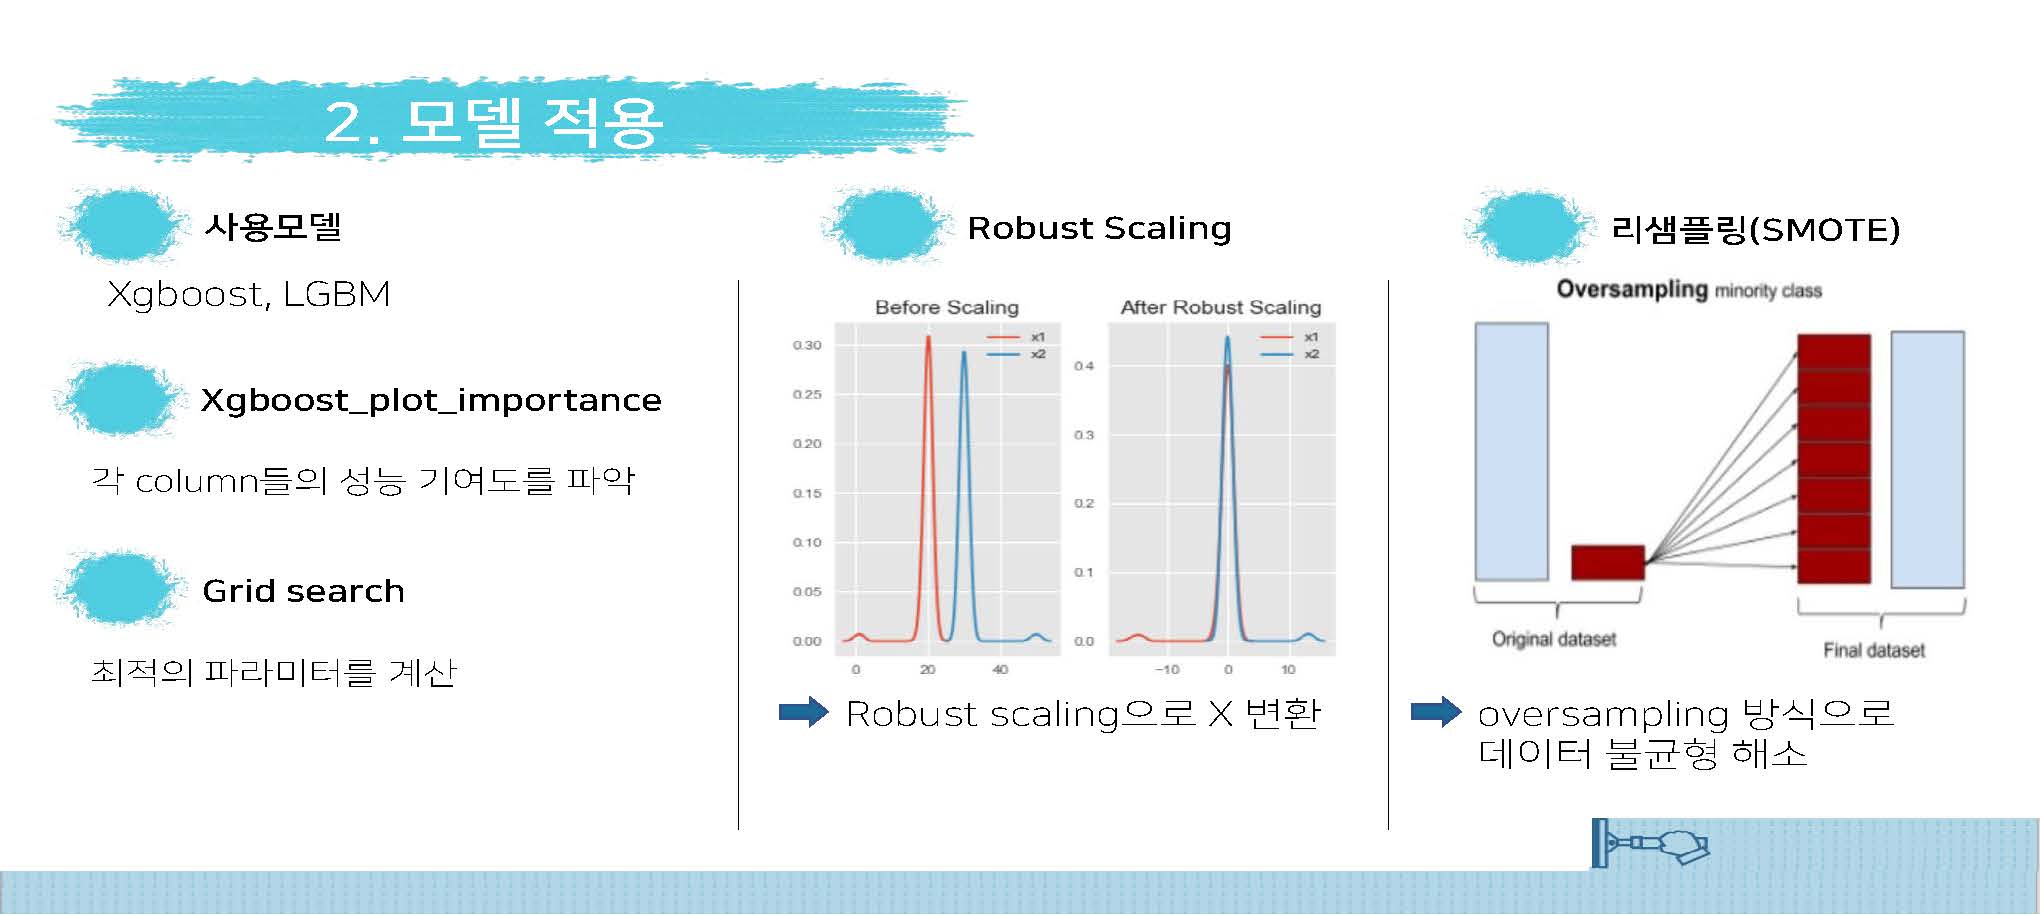 2. 모델 적용
사용모델
Xgboost, LGBM
Xgboost_plot_importance
각 column들의 성능 기여도를 파악
Grid search
최적의 파라미터를 계산
Robust Scaling
Before Scaling
x1
x2
0.30
0.25
0.20
0.15
0.10
0.05
0.00
0 20 40
After Robust Scaling
x1
x2
0.4
0.3
0.2
0.1
0.0
−10 0 10
Robust scaling으로 X 변환
리샘플링(SMOTE)
Oversampling minority class
Original dataset
Final dataset
oversampling 방식으로
데이터 불균형 해소